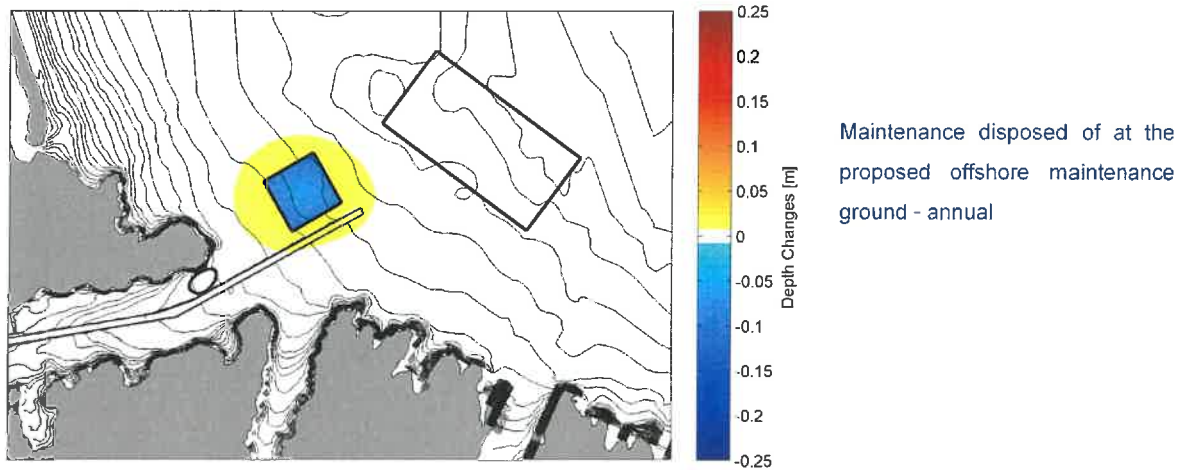 0.25
0.2
0.15
0.1
0.05
0
-0.05
-0.1
-0.15
-0.2
-0.25
Depth Changes [m]
Maintenance disposed of at the
proposed offshore maintenance
ground - annual